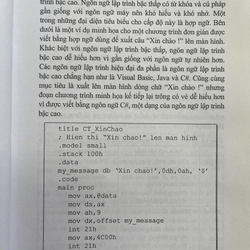 trình bậc cao. Ngôn ngữ lập trình bậc thấp có từ khóa và cú pháp
gần giống với ngôn ngữ máy nên khó hiểu và khó nhớ. Một
trong những đại diện tiêu biểu cho cấp độ này là hợp ngữ. Bên
dưới là một ví dụ minh họa cho một chương trình đơn giản được
viết bằng hợp ngữ dùng để xuất câu “Xin chào !” lên màn hình.
Khác biệt với ngôn ngữ lập trình bậc thấp, ngôn ngữ lập trình
bậc cao dễ hiểu hơn vì gần giống với ngôn ngữ tự nhiên hơn.
Các ngôn ngữ lập trình hiện đại đa phần là ngôn ngữ lập trình
bậc cao chẳng hạn như là Visual Basic, Java và C#. Cũng cùng
mục tiêu là xuất lên màn hình dòng chữ “Xin chào !” nhưng
đoạn chương trình minh họa kế tiếp lại trông có vẻ dễ hiểu hơn
vì được viết bằng ngôn ngữ C#, một dạng của ngôn ngữ lập trình
bậc cao.
title CT_XinChao
; Hien thi "Xin chao!" len man hinh
.model small
.stack 100h
.data
my_message db 'Xin chao!',0dh,0ah, '$'
.code
main proc
mov ax,@data
mov ds,ax
mov ah,9
mov dx,offset my_message
int 21h
mov ax,4C00h
int 21h